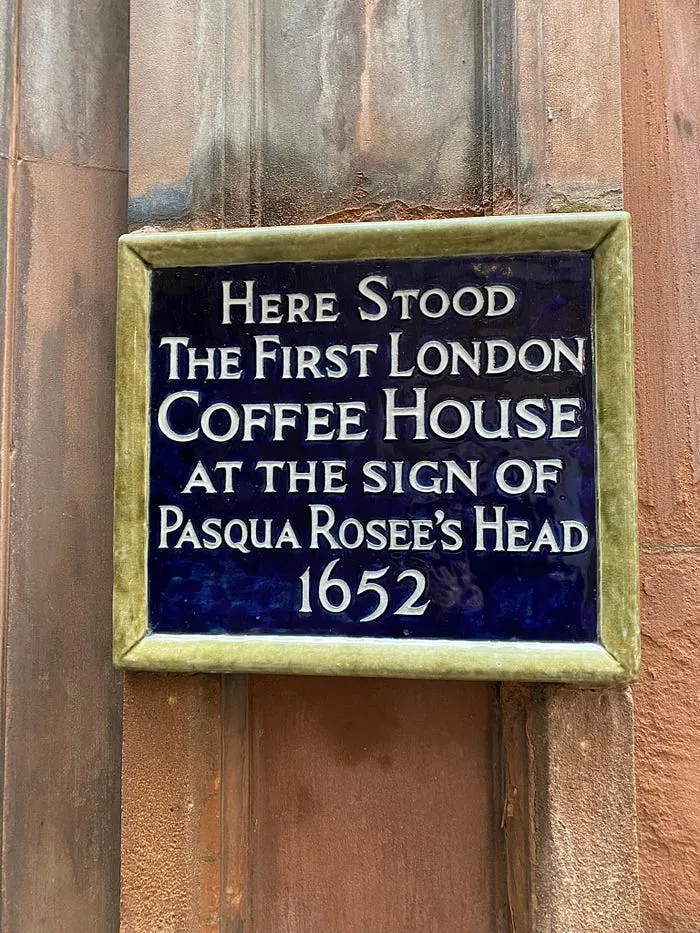 Here Stood
The First London
Coffee House
at the sign of
Pasqua Rosee's Head
1652